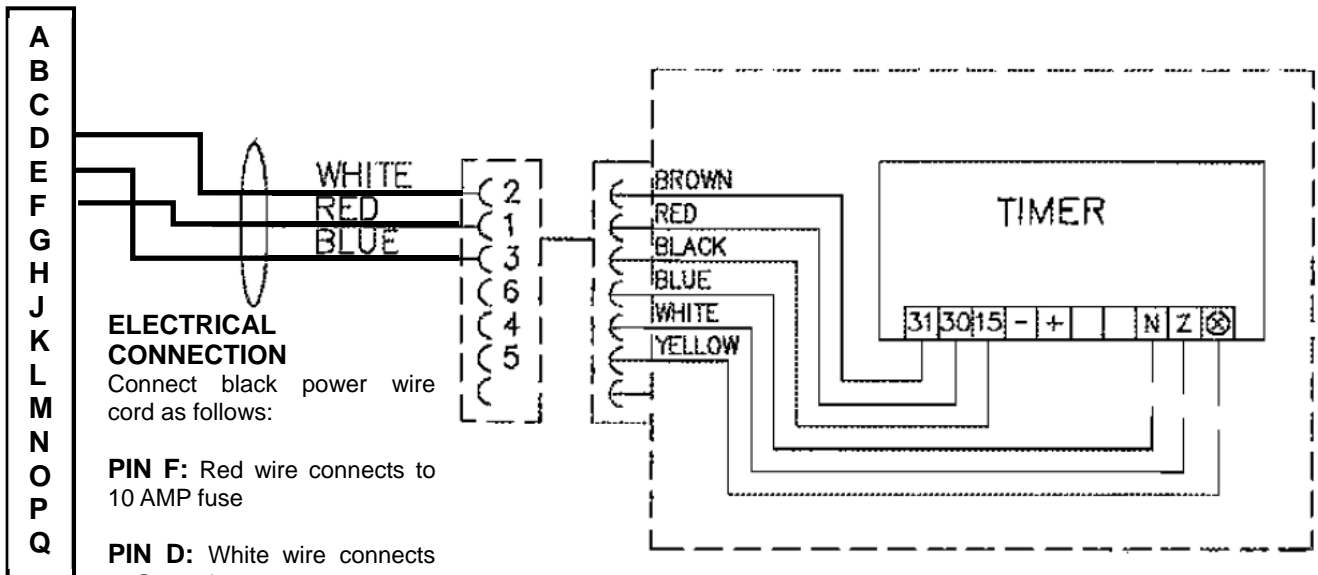 A
B
C
D
E
F
G
H
J
K
L
M
N
O
P
Q
WHITE
RED
BLUE
2
1
3
6
4
5
BROWN
RED
BLACK
BLUE
WHITE
YELLOW
TIMER
31 30 15 - + N Z
ELECTRICAL
CONNECTION
Connect black power wire
cord as follows:
PIN F: Red wire connects to
10 AMP fuse
PIN D: White wire connects